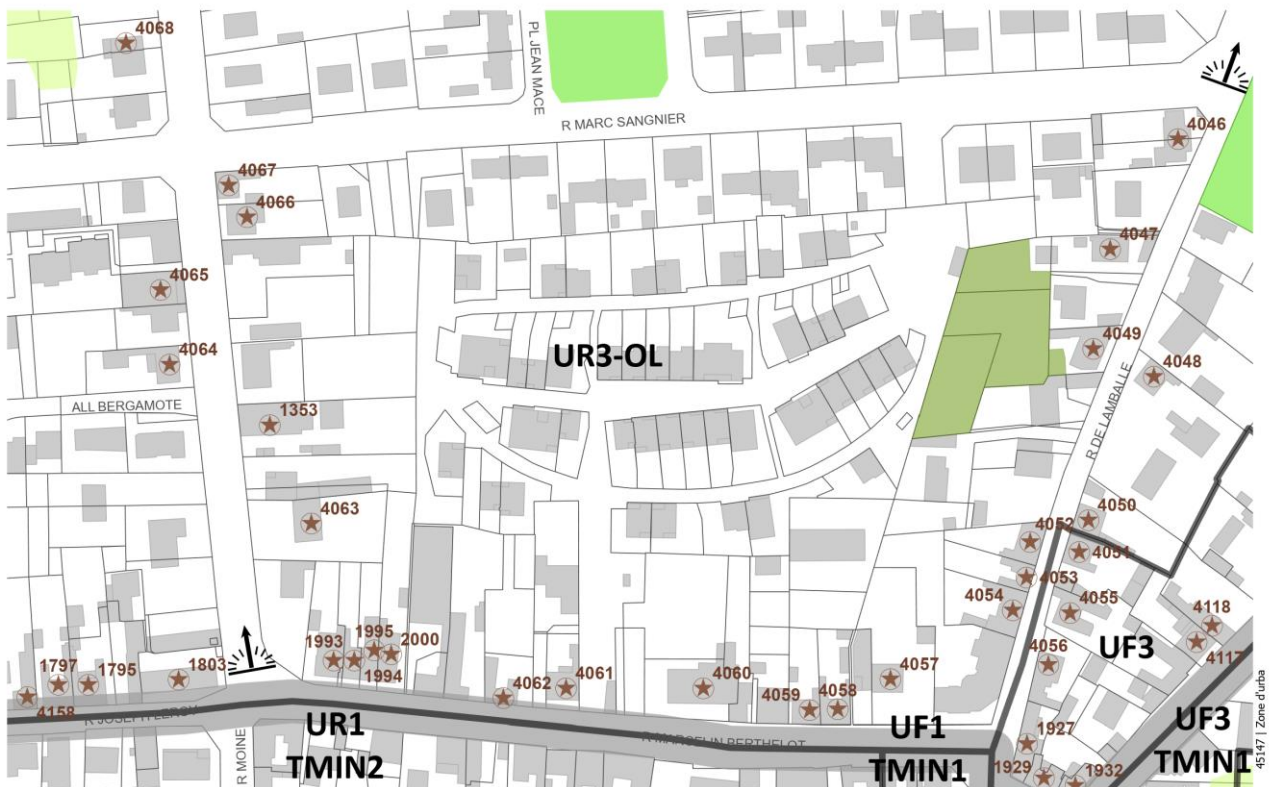 4068
PL JEAN MACE
R MARC SANGNIER
4046
4067
4066
4047
4065
4049
4064
UR3-OL
4048
ALL BERGAMOTE
1353
R DE LAMBALLE
4063
4050
4052
4051
4053
4054
4055
4118
1993
1995
2000
UF3
4117
1797
1795
1803
1994
4056
4057
4061
4060
4062
4059
4058
4158
R JOSEPH LEROY
UR1
TMIN2
R MOINE
R MARCELIN BERTHELOT
UF1
TMIN1
1927
UF3
TMIN1
1929
1932
45147 | Zone d'urba